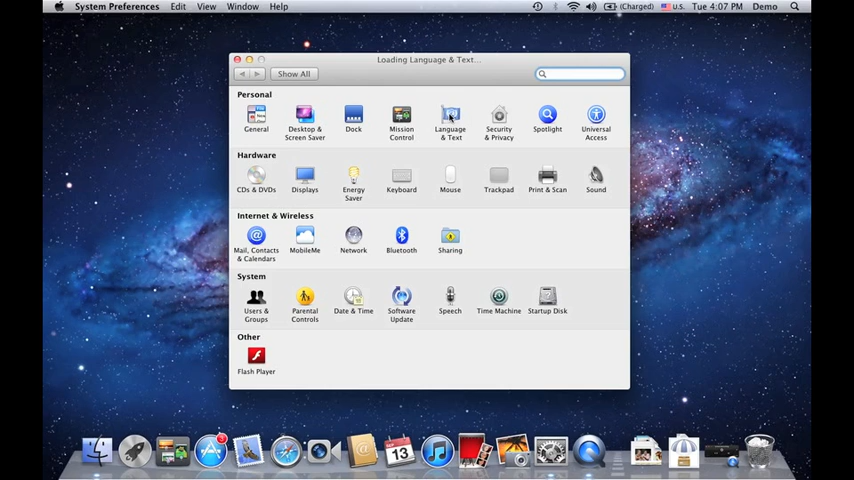 System Preferences Edit View Window Help (Charged) U.S. Tue 4:07 PM Demo
Loading Language & Text...
Show All
Personal
General
Desktop & Screen Saver
Dock
Mission Control
Language & Text
Security & Privacy
Spotlight
Universal Access
Hardware
CDs & DVDs
Displays
Energy Saver
Keyboard
Mouse
Trackpad
Print & Scan
Sound
Internet & Wireless
Mail, Contacts & Calendars
MobileMe
Network
Bluetooth
Sharing
System
Users & Groups
Parental Controls
Date & Time
Software Update
Speech
Time Machine
Startup Disk
Other
Flash Player
13